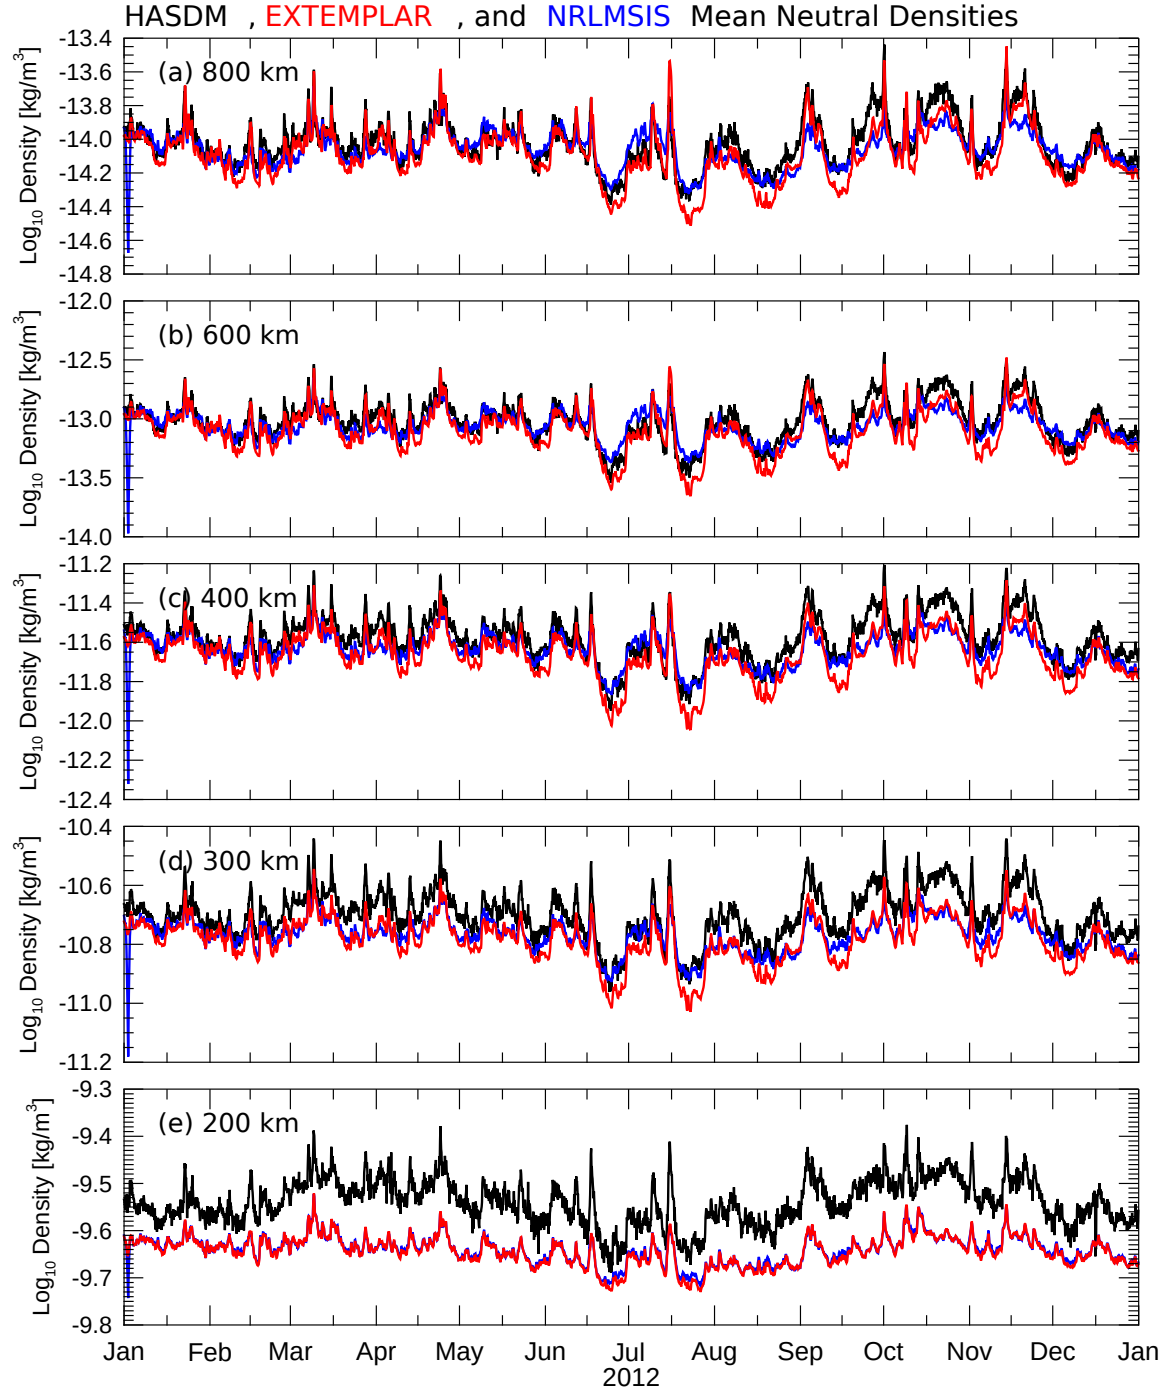 HASDM , EXTEMPLAR , and NRLMSIS Mean Neutral Densities
(a) 800 km
Log10 Density [kg/m3]
-13.4
-13.6
-13.8
-14.0
-14.2
-14.4
-14.6
-14.8
(b) 600 km
Log10 Density [kg/m3]
-12.0
-12.5
-13.0
-13.5
-14.0
(c) 400 km
Log10 Density [kg/m3]
-11.2
-11.4
-11.6
-11.8
-12.0
-12.2
-12.4
(d) 300 km
Log10 Density [kg/m3]
-10.4
-10.6
-10.8
-11.0
-11.2
(e) 200 km
Log10 Density [kg/m3]
-9.3
-9.4
-9.5
-9.6
-9.7
-9.8
Jan Feb Mar Apr May Jun Jul Aug Sep Oct Nov Dec Jan
2012